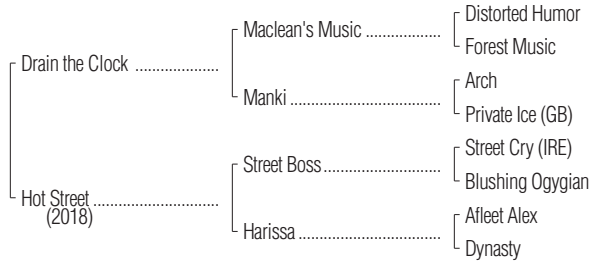 Distorted Humor
Maclean's Music
Forest Music
Drain the Clock
Arch
Manki
Private Ice (GB)
Street Cry (IRE)
Street Boss
Blushing Ogygian
Hot Street
(2018)
Afleet Alex
Harissa
Dynasty